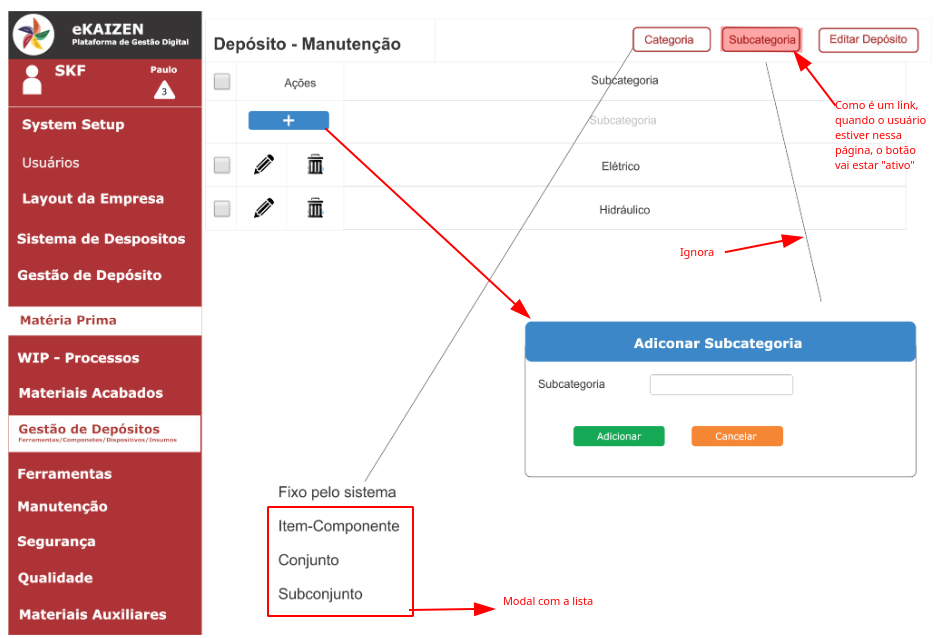 eKAIZEN
Plataforma de Gestão Digital
SKF
Paulo
3
System Setup
Usuários
Layout da Empresa
Sistema de Despositos
Gestão de Depósito
Matéria Prima
WIP - Processos
Materiais Acabados
Gestão de Depósitos
Ferramentas/Componetes/Dispositivos/Insumos
Ferramentas
Manutenção
Segurança
Qualidade
Materiais Auxiliares
Depósito - Manutenção
Categoria
Subcategoria
Editar Depósito
Ações
Subcategoria
+
Subcategoria
Elétrico
Hidráulico
Como é um link,
quando o usuário
estiver nessa
página, o botão
vai estar "ativo"
Ignora
Adiconar Subcategoria
Subcategoria
Adicionar
Cancelar
Fixo pelo sistema
Item-Componente
Conjunto
Subconjunto
Modal com a lista